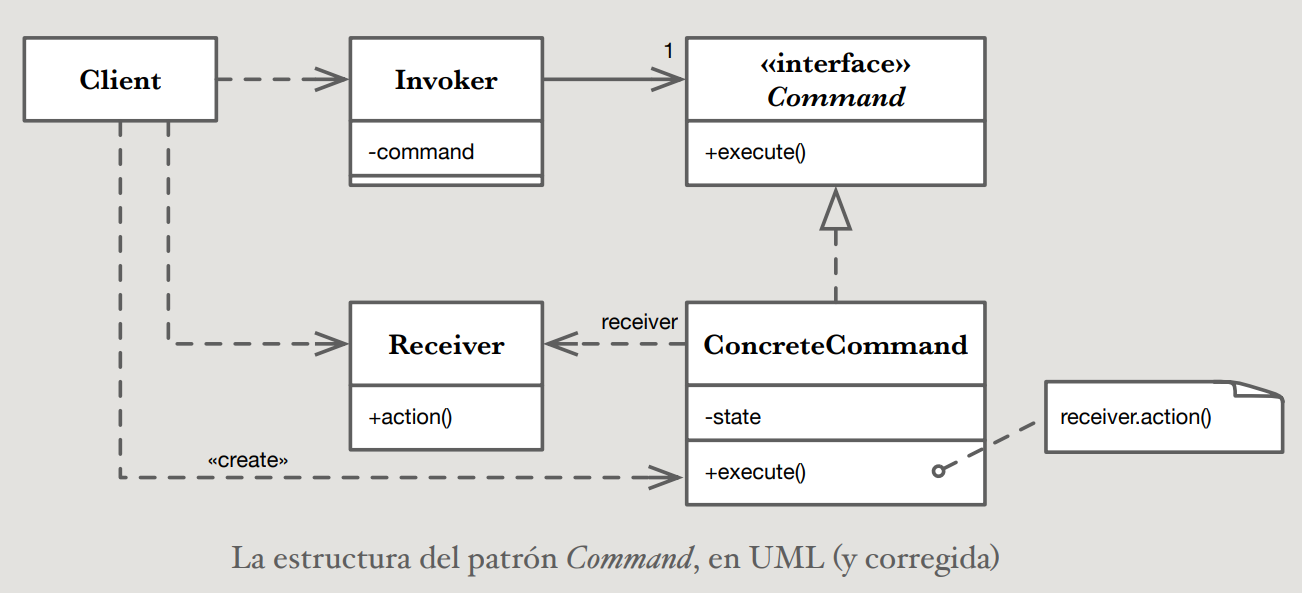 Client
Invoker
-command
1
«interface»
Command
+execute()
Receiver
+action()
receiver
ConcreteCommand
-state
+execute()
receiver.action()
«create»
La estructura del patrón Command, en UML (y corregida)